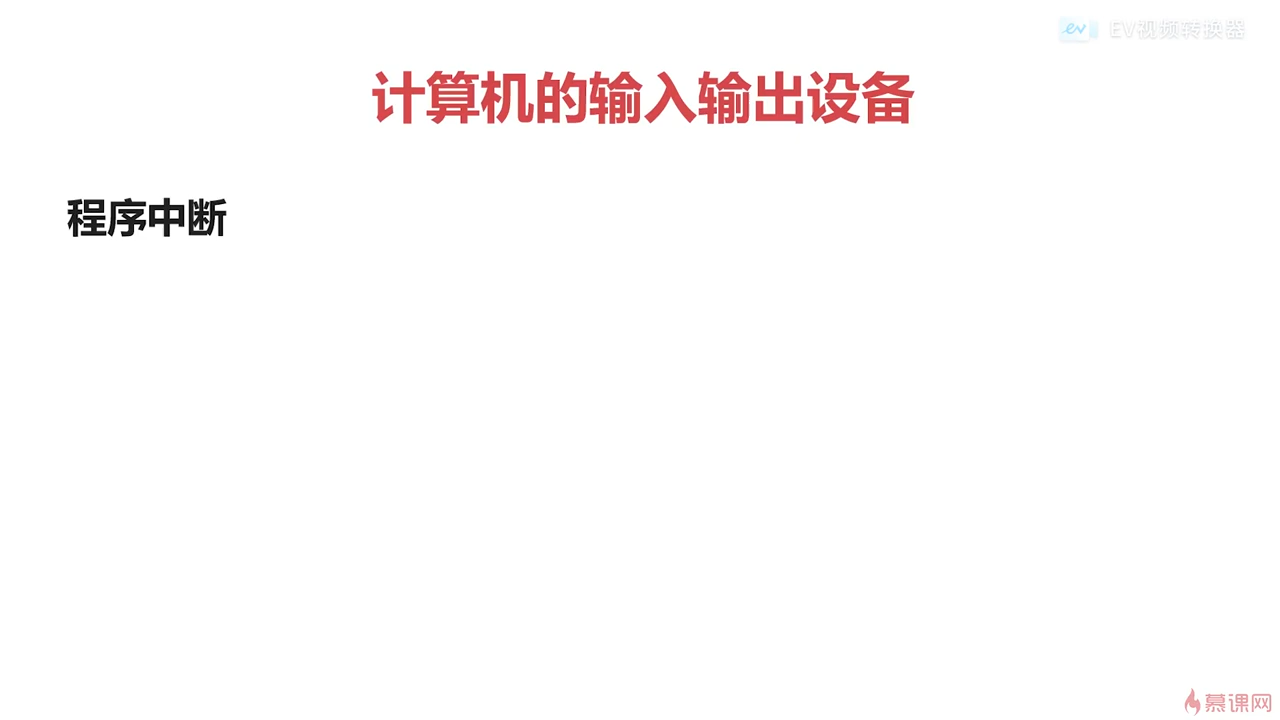 EV视频转换器
计算机的输入输出设备
程序中断
慕课网